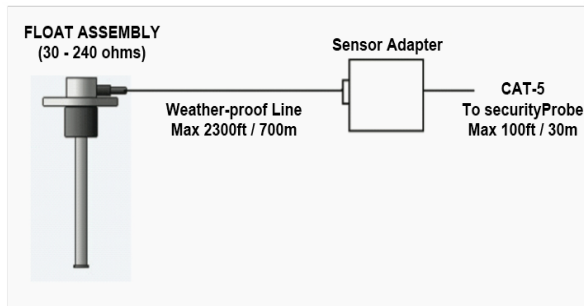 FLOAT ASSEMBLY
(30 - 240 ohms)
Sensor Adapter
Weather-proof Line
Max 2300ft / 700m
CAT-5
To securityProbe
Max 100ft / 30m